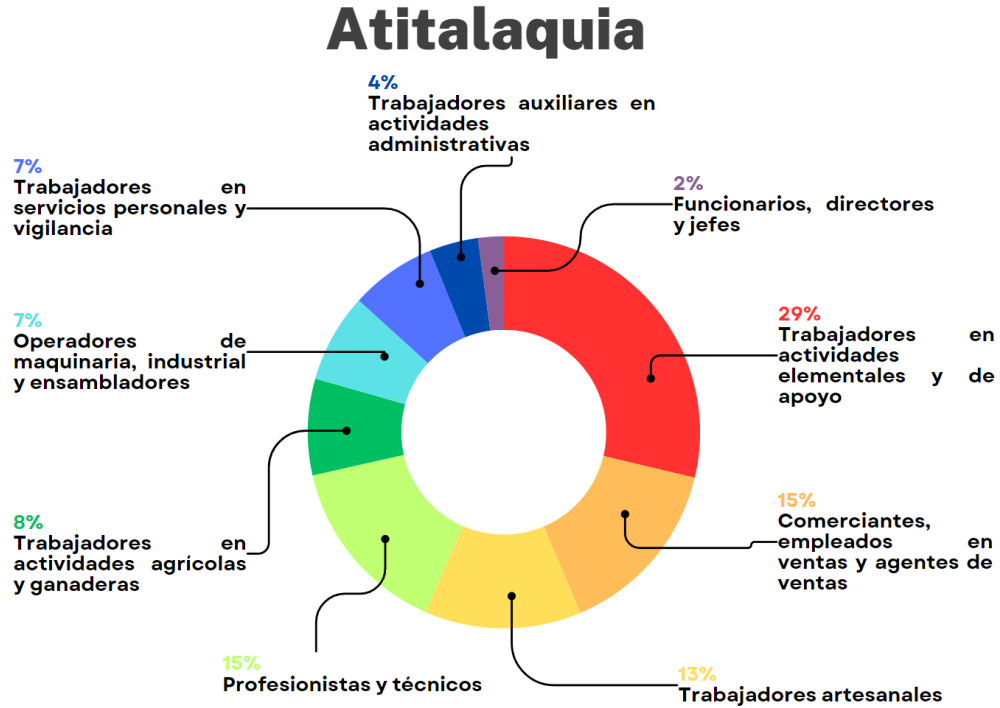 Atitalaquia
4%
Trabajadores auxiliares en
actividades
administrativas
7%
Trabajadores en
servicios personales y
vigilancia
2%
Funcionarios, directores
y jefes
7%
Operadores de
maquinaria, industrial
y ensambladores
29%
Trabajadores en
actividades
elementales y de
apoyo
8%
Trabajadores en
actividades agrícolas
y ganaderas
15%
Comerciantes,
empleados en
ventas y agentes de
ventas
15%
Profesionistas y técnicos
13%
Trabajadores artesanales